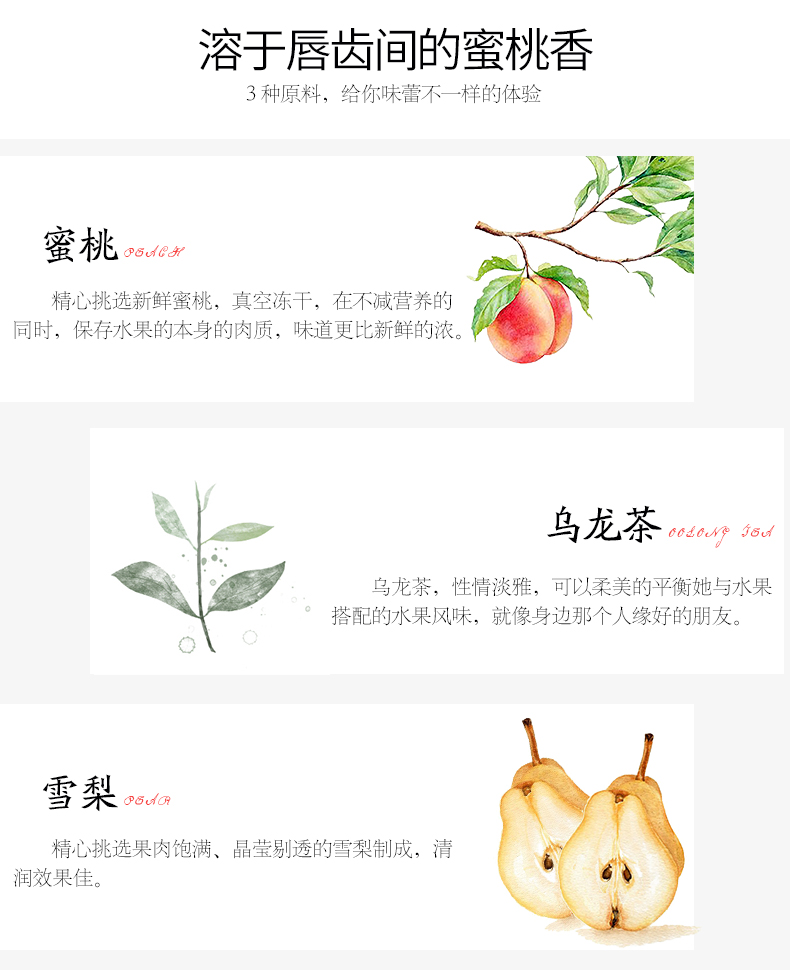 溶于唇齿间的蜜桃香
3种原料，给你味蕾不一样的体验
蜜桃 PEACH
精心挑选新鲜蜜桃，真空冻干，在不减营养的
同时，保存水果的本身的肉质，味道更比新鲜的浓。
乌龙茶 OOLONG TEA
乌龙茶，性情淡雅，可以柔美的平衡她与水果
搭配的水果风味，就像身边那个人缘好的朋友。
雪梨 PEAR
精心挑选果肉饱满、晶莹剔透的雪梨制成，清
润效果佳。